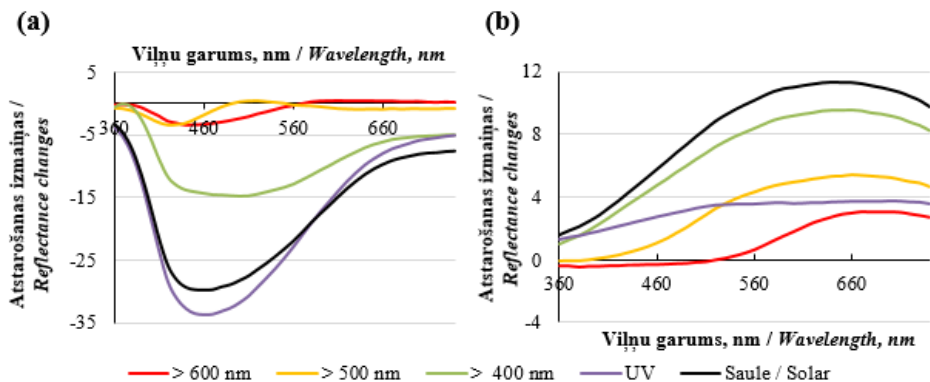 (a)
Viļņu garums, nm / Wavelength, nm
Atstarošanas izmaiņas /
Reflectance changes
5
-5
-15
-25
-35
360
460
560
660
(b)
Atstarošanas izmaiņas /
Reflectance changes
12
8
4
0
-4
360
460
560
660
Viļņu garums, nm / Wavelength, nm
> 600 nm
> 500 nm
> 400 nm
UV
Saule / Solar